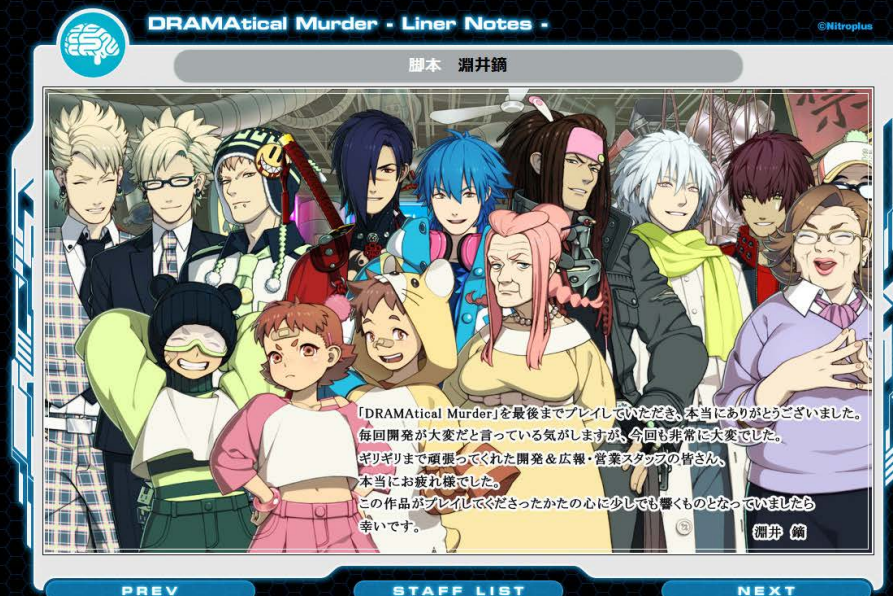 DRAMAtical Murder - Liner Notes -
©Nitroplus
脚本　淵井鏑
「DRAMAtical Murder」を最後までプレイしていただき、本当にありがとうございました。
毎回開発が大変だと言っている気がしますが、今回も非常に大変でした。
ギリギリまで頑張ってくれた開発＆広報・営業スタッフの皆さん、
本当にお疲れ様でした。
この作品がプレイしてくださったかたの心に少しでも響くものとなっていましたら
幸いです。
淵井 鏑
PREV
STAFF LIST
NEXT